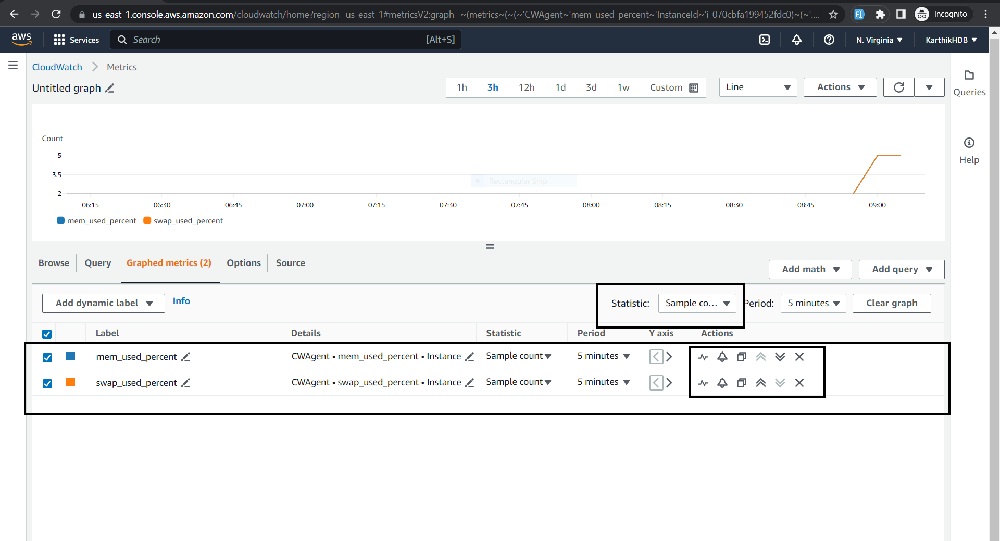 us-east-1.console.aws.amazon.com/cloudwatch/home?region=us-east-1#metricsV2:graph=~(metrics~(~(~'CWAgent~'mem_used_percent~'InstanceId~'i-070cbfa199452fdc0)~(~'.... Incognito
aws Services Search [Alt+S] N. Virginia KarthikHDB
CloudWatch Metrics
Untitled graph 1h 3h 12h 1d 3d 1w Custom Line Actions
Queries
Help
Count
5
3.5
2
Rectangular Snip
06:15 06:30 06:45 07:00 07:15 07:30 07:45 08:00 08:15 08:30 08:45 09:00
mem_used_percent swap_used_percent
Browse Query Graphed metrics (2) Options Source Add math Add query
Add dynamic label Info Statistic: Sample co... Period: 5 minutes Clear graph
Label Details Statistic Period Y axis Actions
mem_used_percent CWAgent • mem_used_percent • Instance Sample count 5 minutes
swap_used_percent CWAgent • swap_used_percent • Instance Sample count 5 minutes